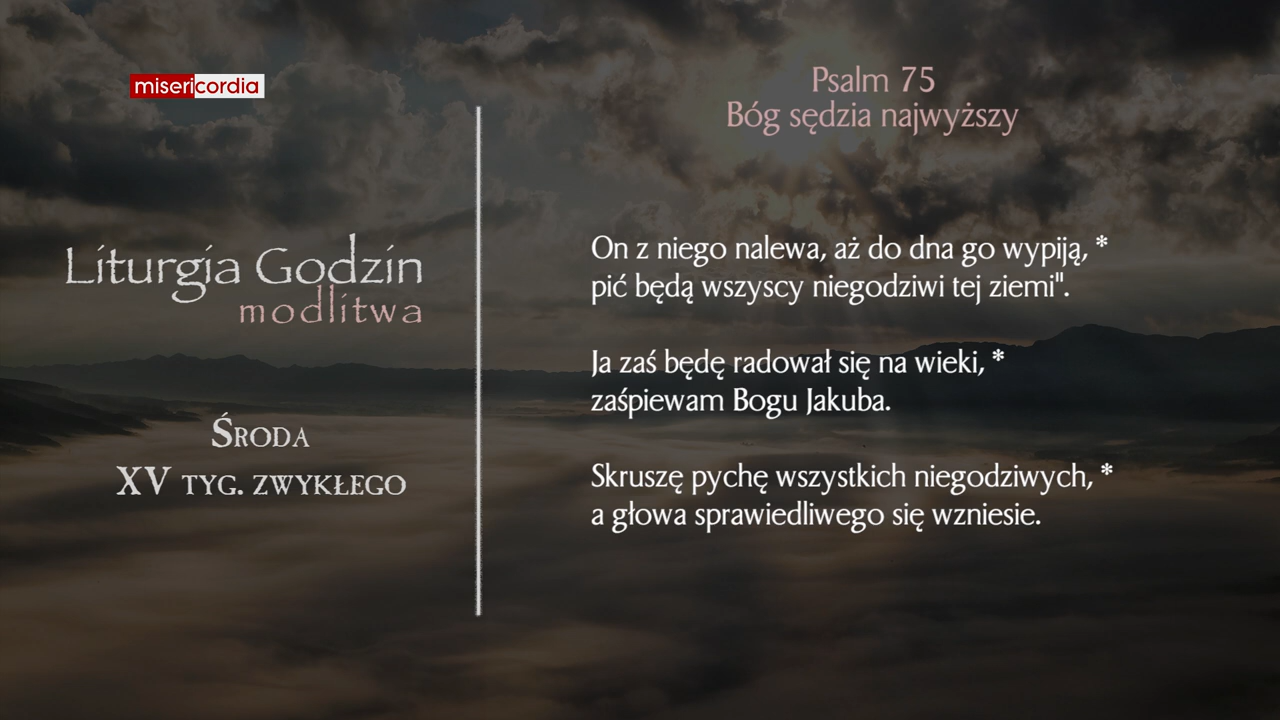 misericordia
Liturgia Godzin
modlitwa
Środa
XV tyg. zwykłego
Psalm 75
Bóg sędzia najwyższy
On z niego nalewa, aż do dna go wypiją, *
pić będą wszyscy niegodziwi tej ziemi".
Ja zaś będę radował się na wieki, *
zaśpiewam Bogu Jakuba.
Skruszę pychę wszystkich niegodziwych, *
a głowa sprawiedliwego się wzniesie.